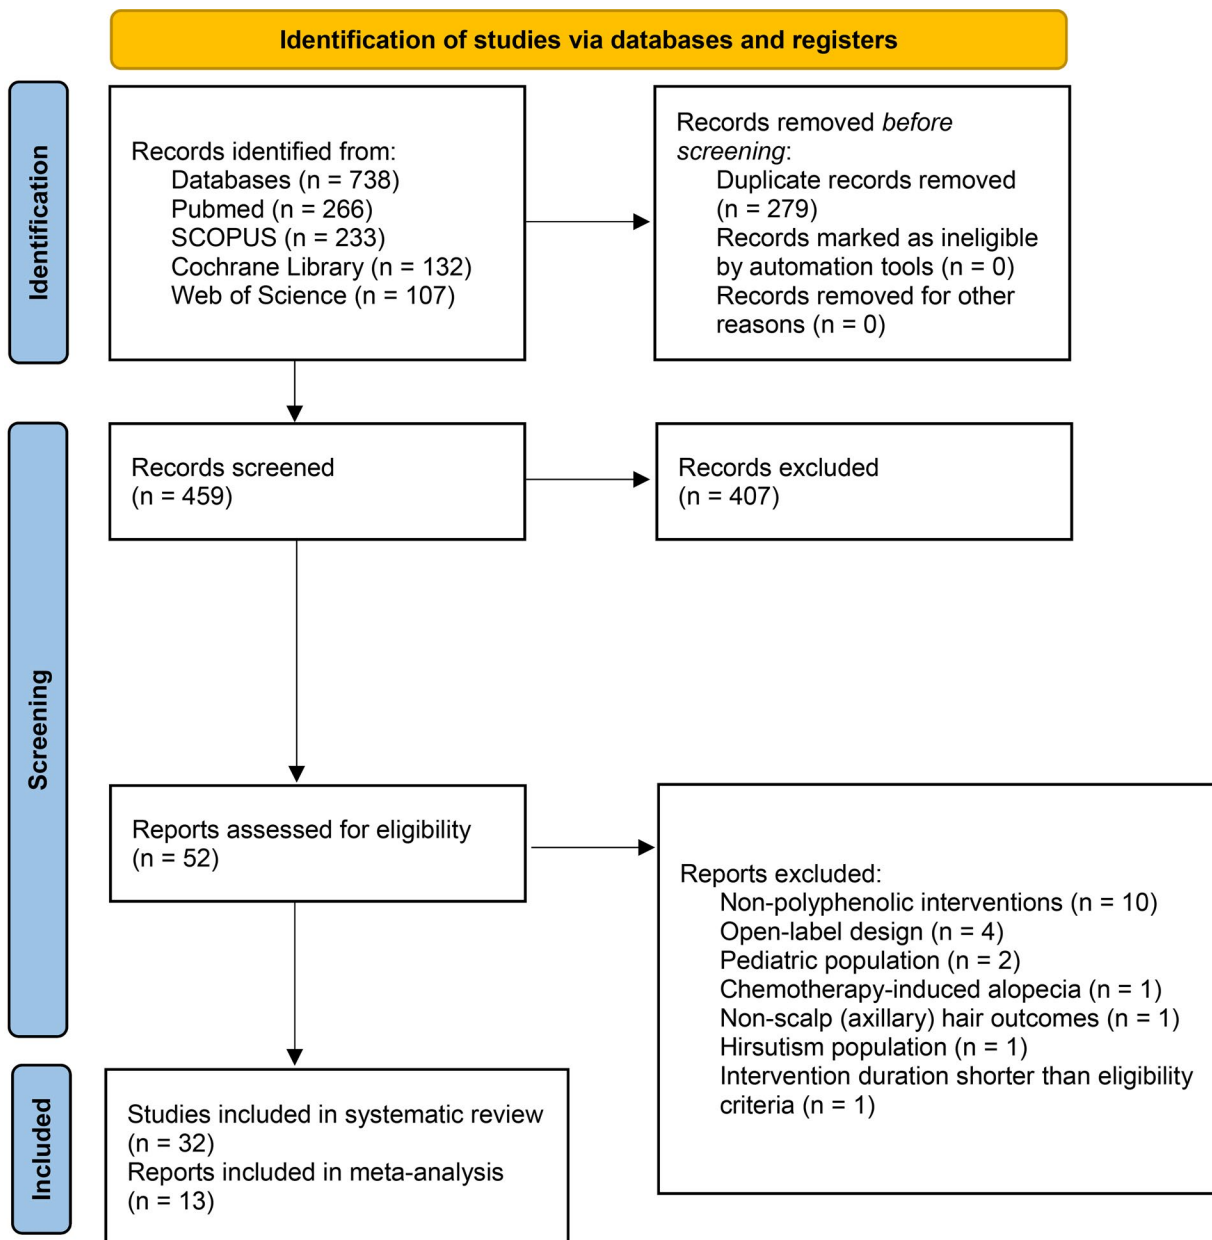 Identification of studies via databases and registers
Identification
Records identified from:
Databases (n = 738)
Pubmed (n = 266)
SCOPUS (n = 233)
Cochrane Library (n = 132)
Web of Science (n = 107)
Records removed before
screening:
Duplicate records removed
(n = 279)
Records marked as ineligible
by automation tools (n = 0)
Records removed for other
reasons (n = 0)
Screening
Records screened
(n = 459)
Records excluded
(n = 407)
Reports assessed for eligibility
(n = 52)
Reports excluded:
Non-polyphenolic interventions (n = 10)
Open-label design (n = 4)
Pediatric population (n = 2)
Chemotherapy-induced alopecia (n = 1)
Non-scalp (axillary) hair outcomes (n = 1)
Hirsutism population (n = 1)
Intervention duration shorter than eligibility
criteria (n = 1)
Included
Studies included in systematic review
(n = 32)
Reports included in meta-analysis
(n = 13)